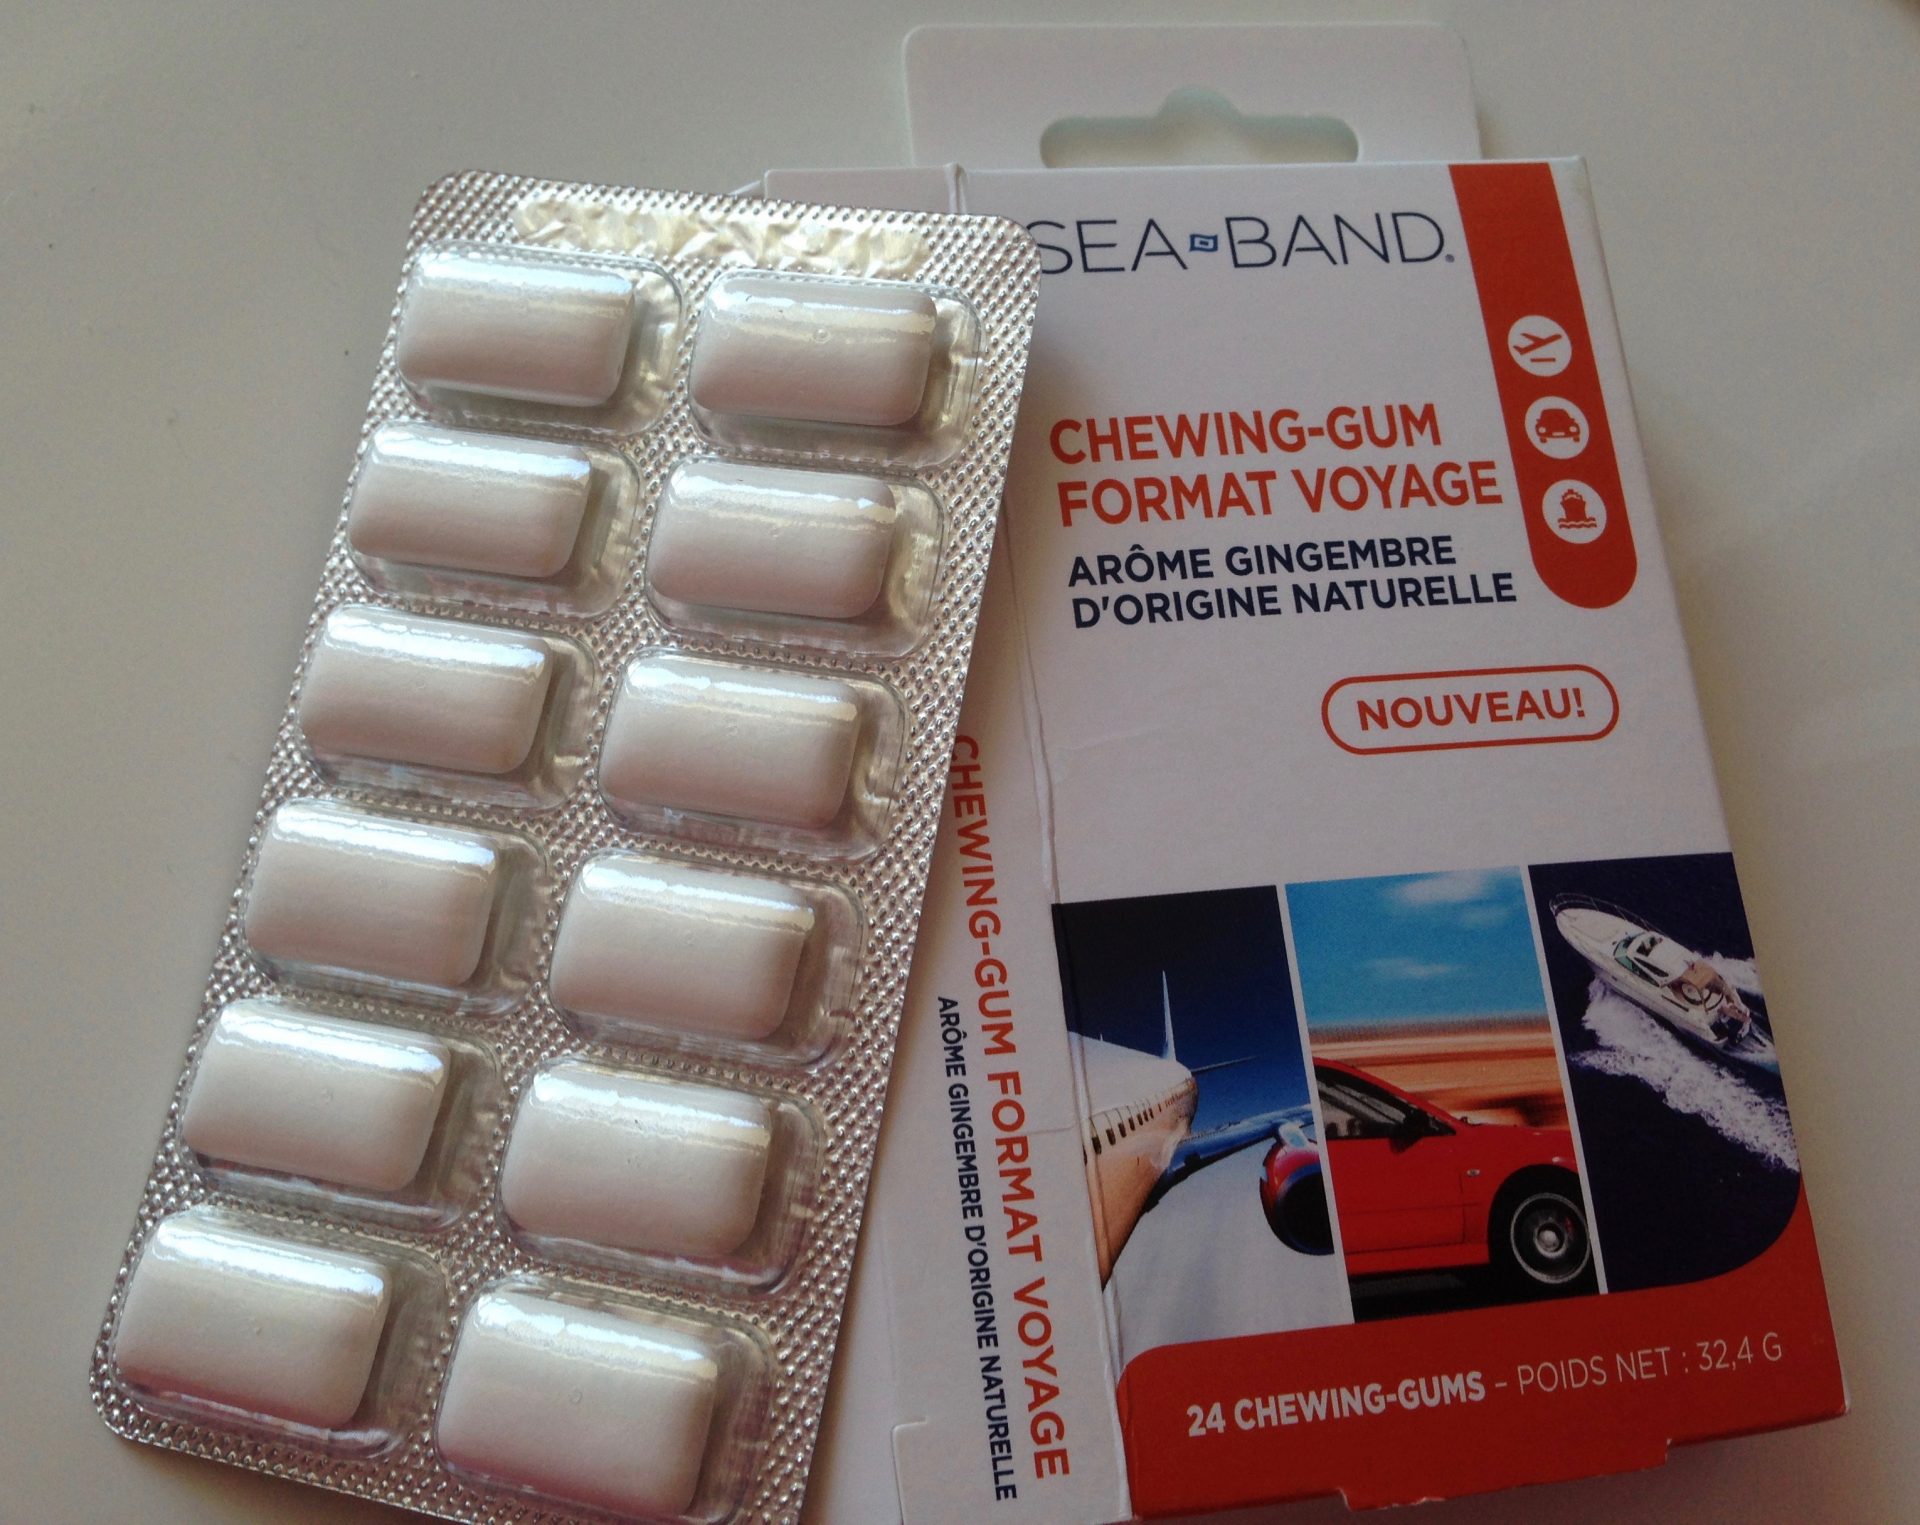 SEA-BAND®
CHEWING-GUM
FORMAT VOYAGE
ARÔME GINGEMBRE
D'ORIGINE NATURELLE
NOUVEAU!
24 CHEWING-GUMS - POIDS NET : 32,4 G
CHEWING-GUM FORMAT VOYAGE
ARÔME GINGEMBRE D'ORIGINE NATURELLE